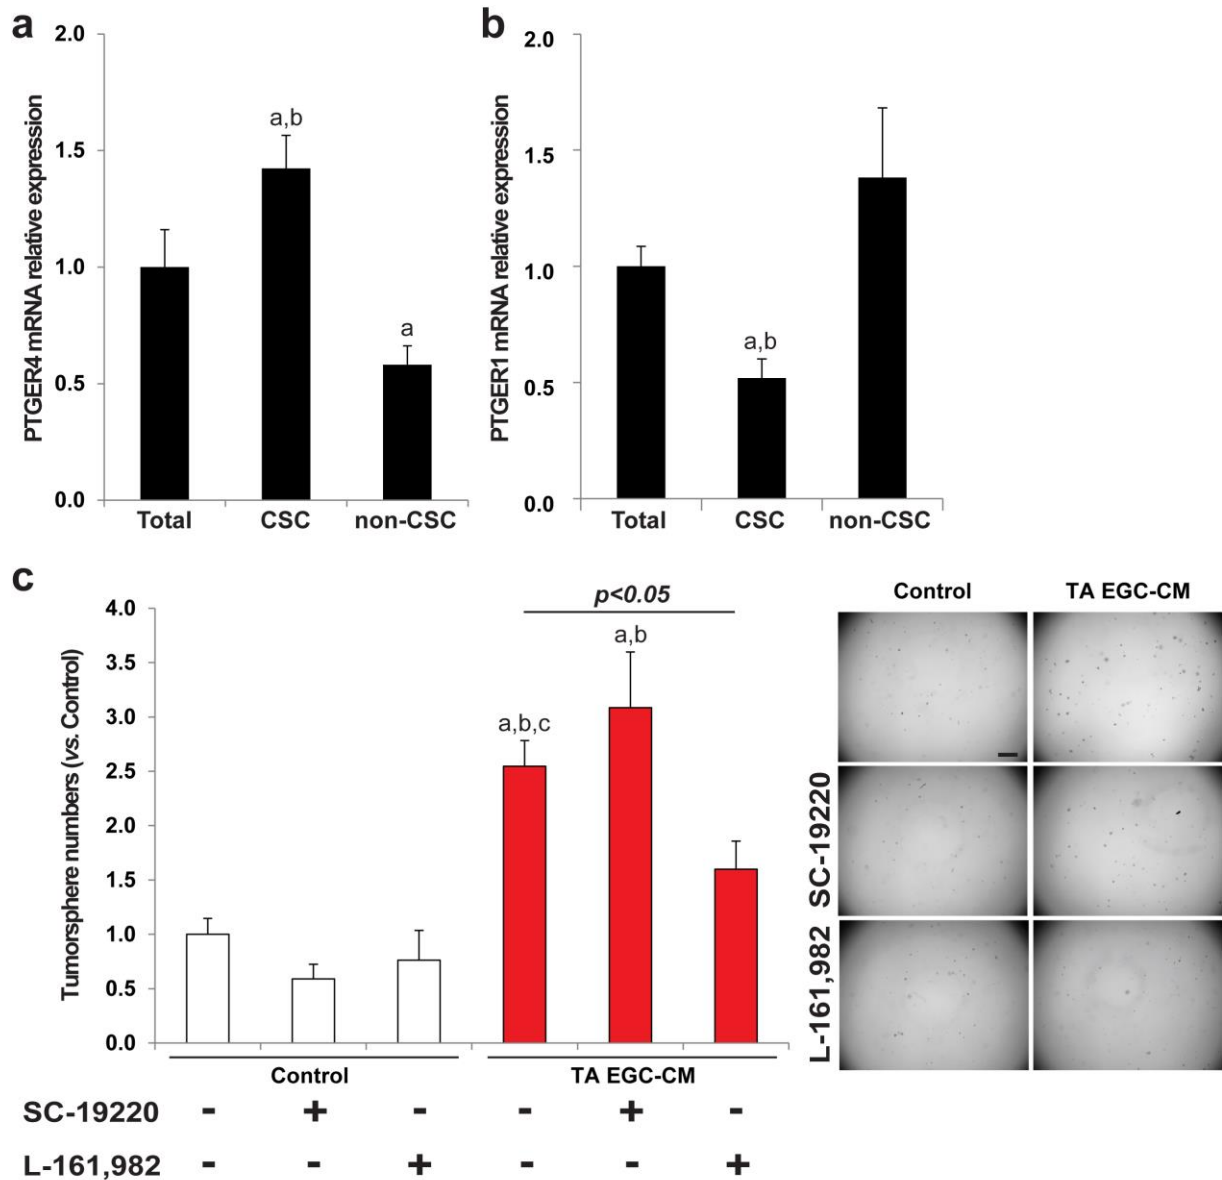 a
PTGER4 mRNA relative expression
2.0
1.5
1.0
0.5
0.0
a,b
a
Total CSC non-CSC
b
PTGER1 mRNA relative expression
2.0
1.5
1.0
0.5
0.0
a,b
Total CSC non-CSC
c
Tumorsphere numbers (vs. Control)
4.0
3.5
3.0
2.5
2.0
1.5
1.0
0.5
0.0
p<0.05
a,b,c
a,b
Control TA EGC-CM
SC-19220 - + - - + -
L-161,982 - - + - - +
Control TA EGC-CM
SC-19220
L-161,982